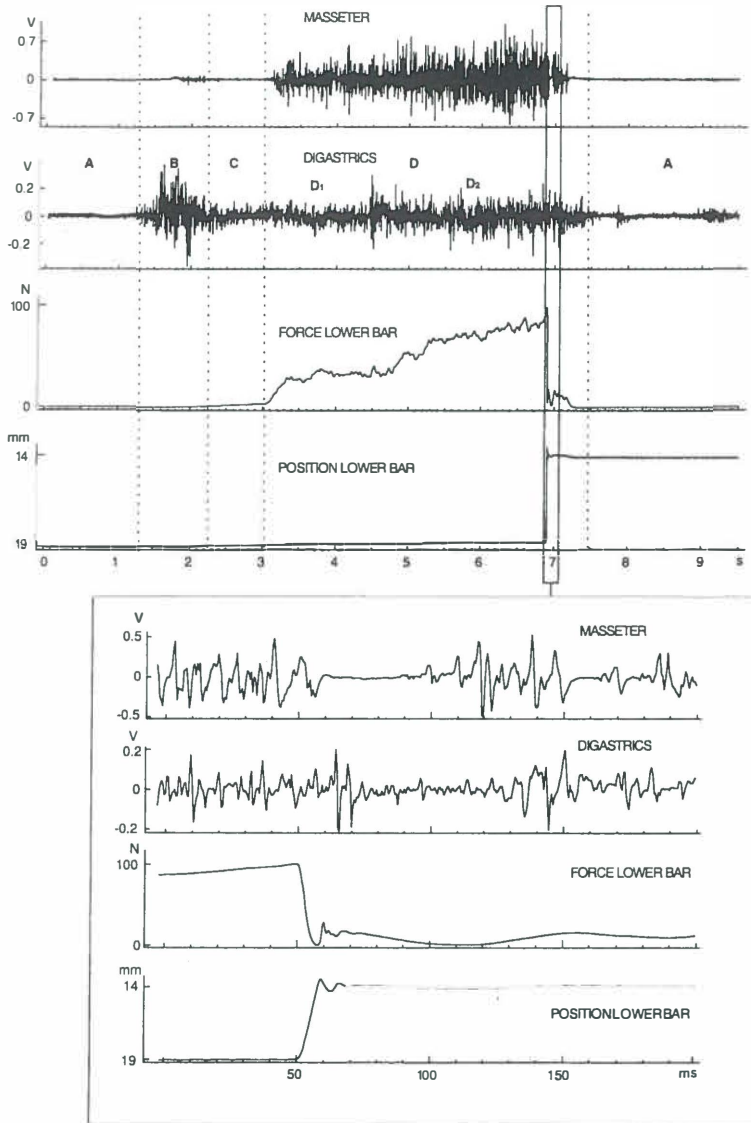 MASSETER
V
0.7
0
-0.7
V
A B C DIGASTRICS D A
0.2
D1 D2
0
-0.2
N
100
FORCE LOWER BAR
0
mm
14
POSITION LOWER BAR
19
0 1 2 3 4 5 6 7 8 9 s
V
MASSETER
0.5
0
-0.5
V
DIGASTRICS
0.2
0
-0.2
N
100
FORCE LOWER BAR
0
mm
14
POSITION LOWER BAR
19
50 100 150 ms